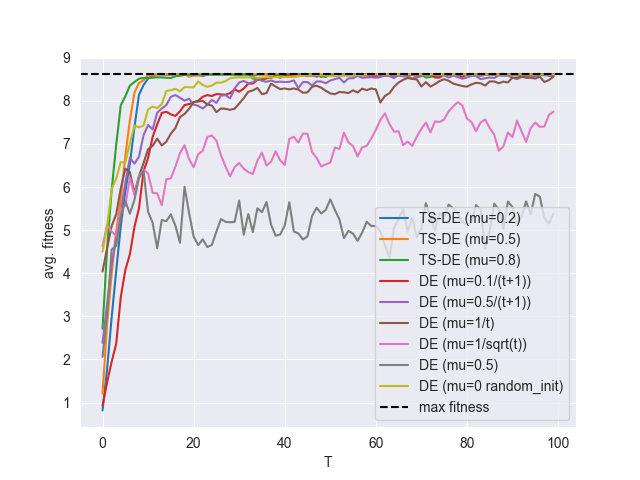 9
8
7
6
5
4
3
2
1
avg. fitness
0
20
40
60
80
100
T
TS-DE (mu=0.2)
TS-DE (mu=0.5)
TS-DE (mu=0.8)
DE (mu=0.1/(t+1))
DE (mu=0.5/(t+1))
DE (mu=1/t)
DE (mu=1/sqrt(t))
DE (mu=0.5)
DE (mu=0 random_init)
max fitness